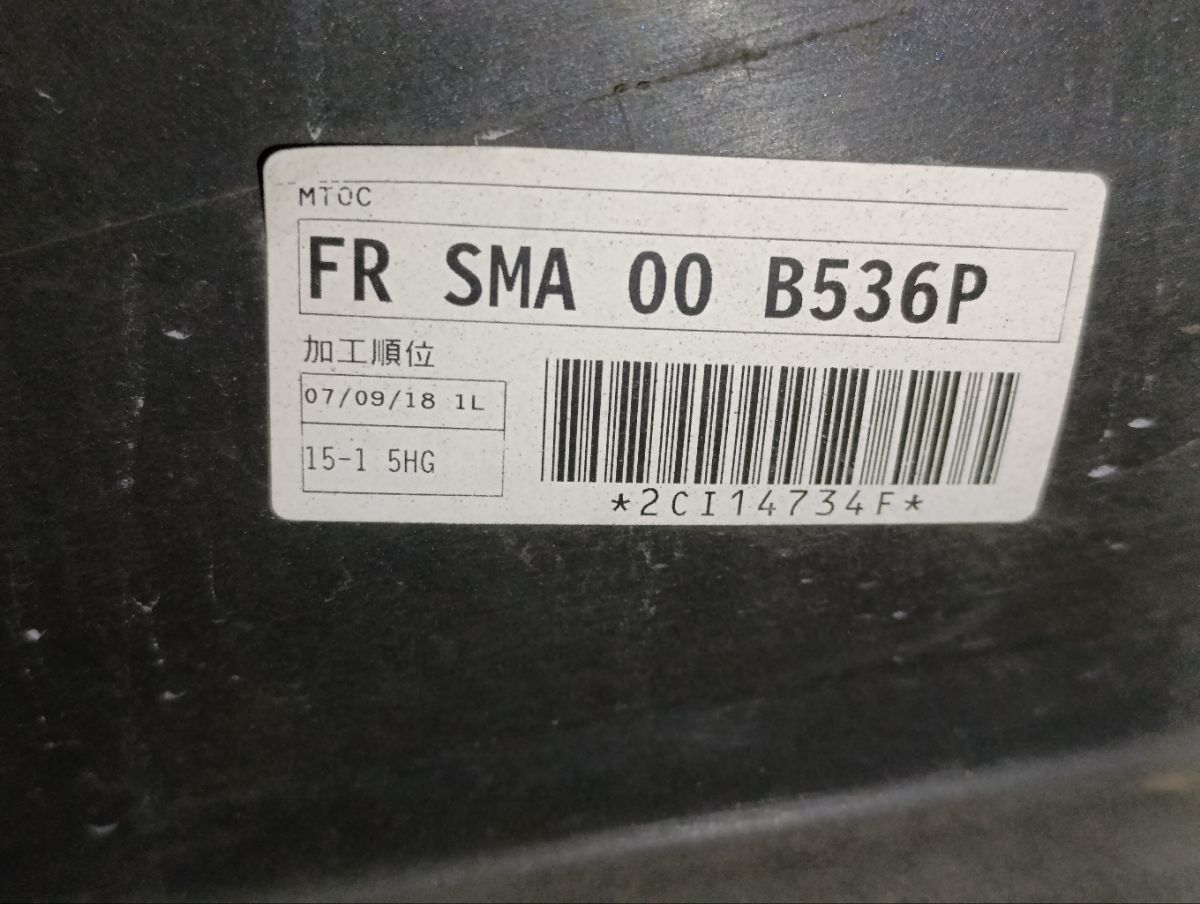 MTOC
FR SMA 00 B536P
加工順位
07/09/18 1L
15-1 5HG
*2CI14734F*